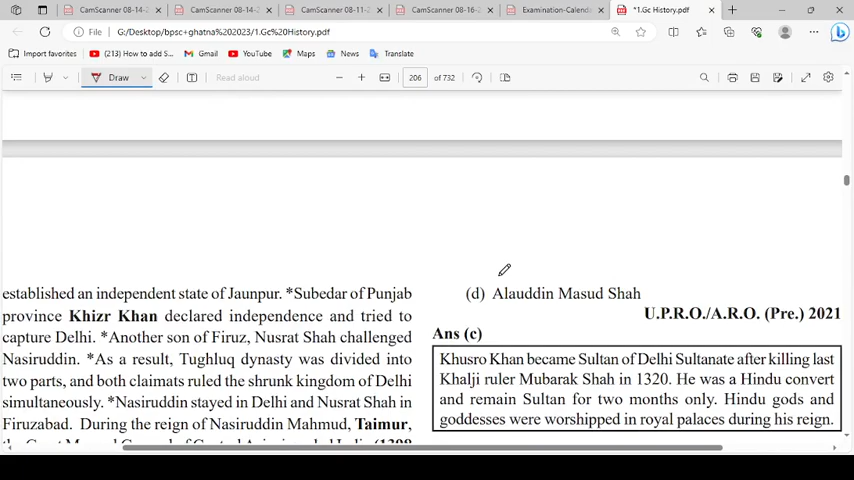 CamScanner 08-14-2
CamScanner 08-14-2
CamScanner 08-11-2
CamScanner 08-16-2
Examination-Calenda
*1.Gc History.pdf
File
G:/Desktop/bpsc+ghatna%202023/1.Gc%20History.pdf
Import favorites
(213) How to add S...
Gmail
YouTube
Maps
News
Translate
Draw
Read aloud
206
of 732
established an independent state of Jaunpur. *Subedar of Punjab
province Khizr Khan declared independence and tried to
capture Delhi. *Another son of Firuz, Nusrat Shah challenged
Nasiruddin. *As a result, Tughluq dynasty was divided into
two parts, and both claimats ruled the shrunk kingdom of Delhi
simultaneously. *Nasiruddin stayed in Delhi and Nusrat Shah in
Firuzabad. During the reign of Nasiruddin Mahmud, Taimur,
(d) Alauddin Masud Shah
U.P.R.O./A.R.O. (Pre.) 2021
Ans (c)
Khusro Khan became Sultan of Delhi Sultanate after killing last
Khalji ruler Mubarak Shah in 1320. He was a Hindu convert
and remain Sultan for two months only. Hindu gods and
goddesses were worshipped in royal palaces during his reign.